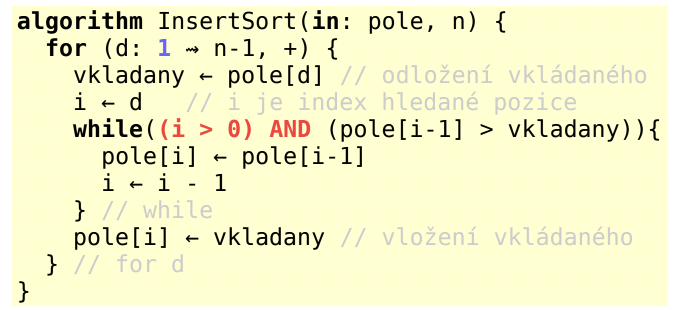 algorithm InsertSort(in: pole, n) {
for (d: 1 ⇝ n-1, +) {
vkladany ← pole[d] // odložení vkládaného
i ← d // i je index hledané pozice
while((i > 0) AND (pole[i-1] > vkladany)){
pole[i] ← pole[i-1]
i ← i - 1
} // while
pole[i] ← vkladany // vložení vkládaného
} // for d
}